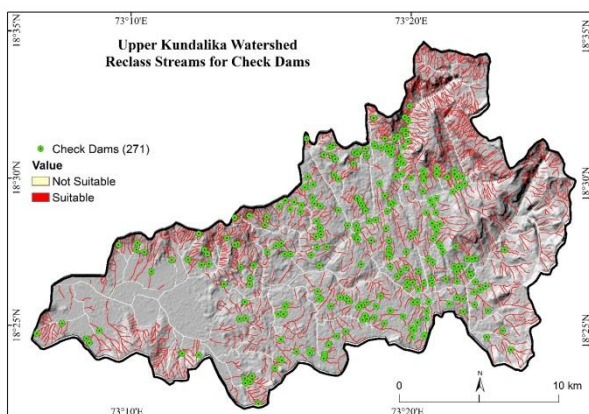 73°10'E
73°20'E
18°35'N
18°35'N
Upper Kundalika Watershed
Reclass Streams for Check Dams
Check Dams (271)
Value
Not Suitable
Suitable
18°30'N
18°30'N
18°25'N
18°25'N
N
0 10 km
73°10'E
73°20'E